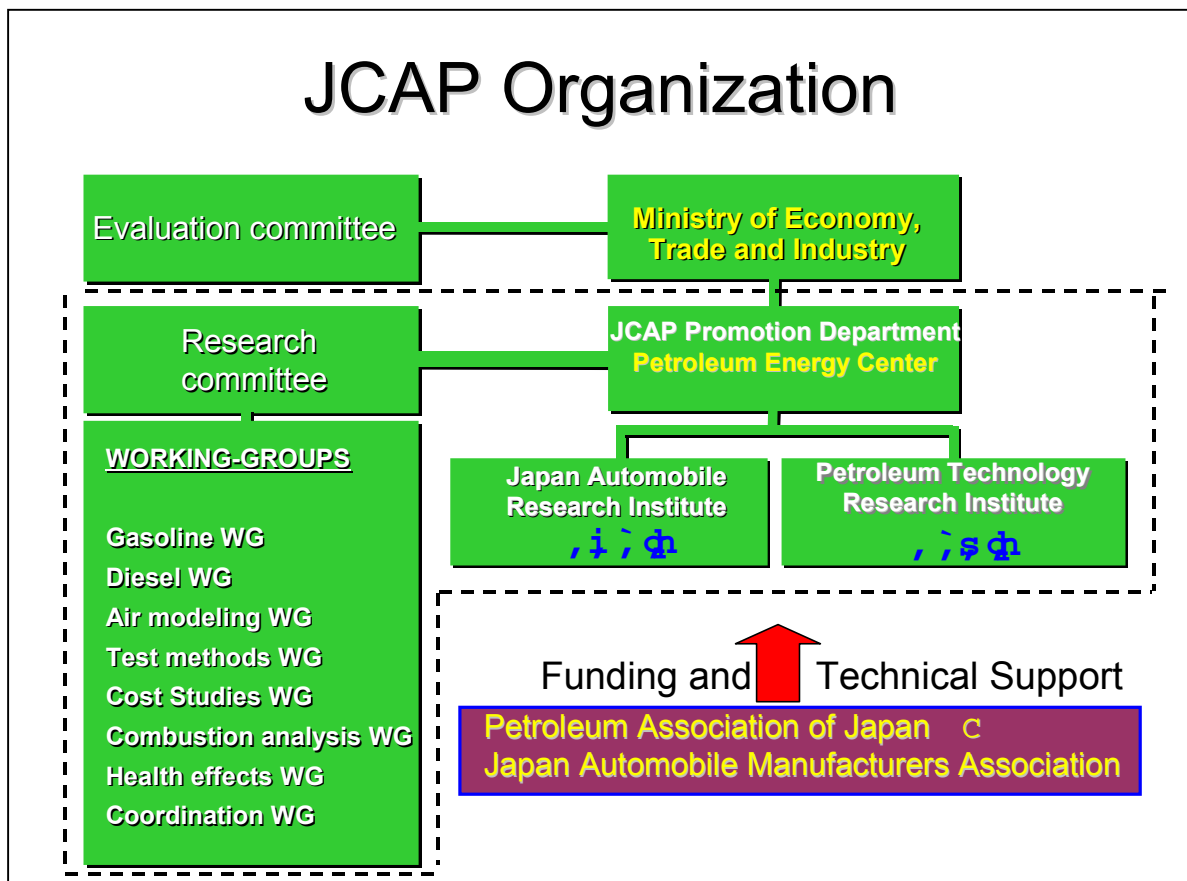 JCAP Organization
Evaluation committee
Ministry of Economy,
Trade and Industry
Research
committee
JCAP Promotion Department
Petroleum Energy Center
WORKING-GROUPS
Gasoline WG
Diesel WG
Air modeling WG
Test methods WG
Cost Studies WG
Combustion analysis WG
Health effects WG
Coordination WG
Japan Automobile
Research Institute
Petroleum Technology
Research Institute
Funding and Technical Support
Petroleum Association of Japan C
Japan Automobile Manufacturers Association